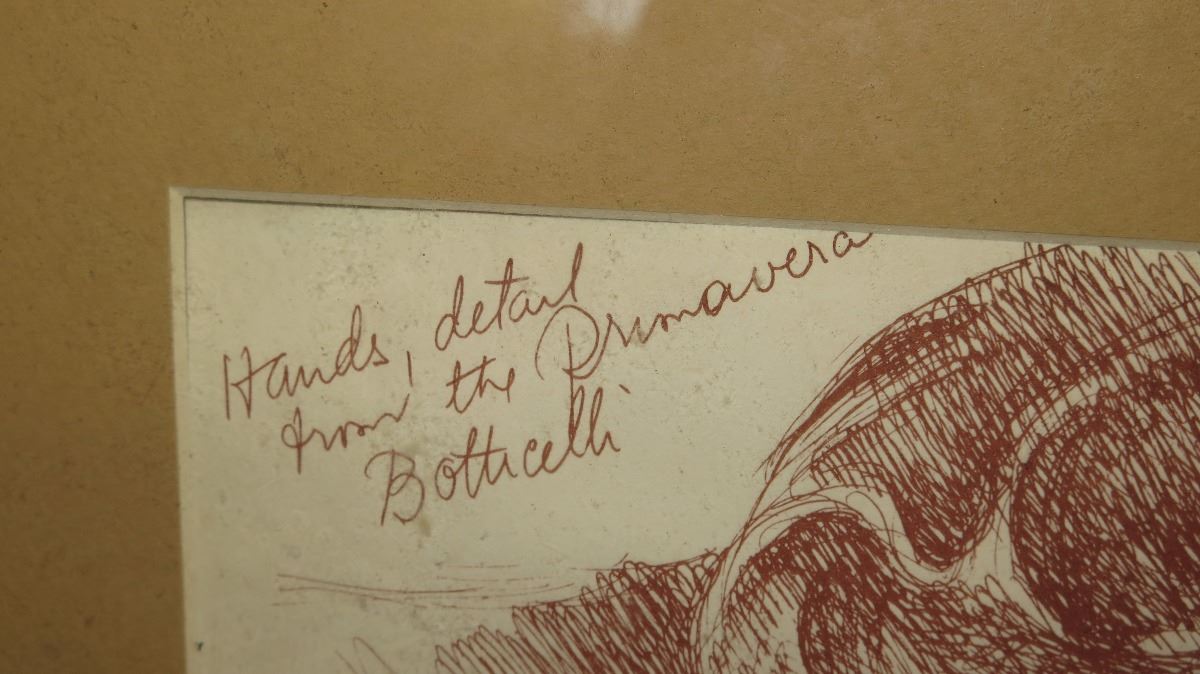 Hands, detail
from the Primavera
Botticelli